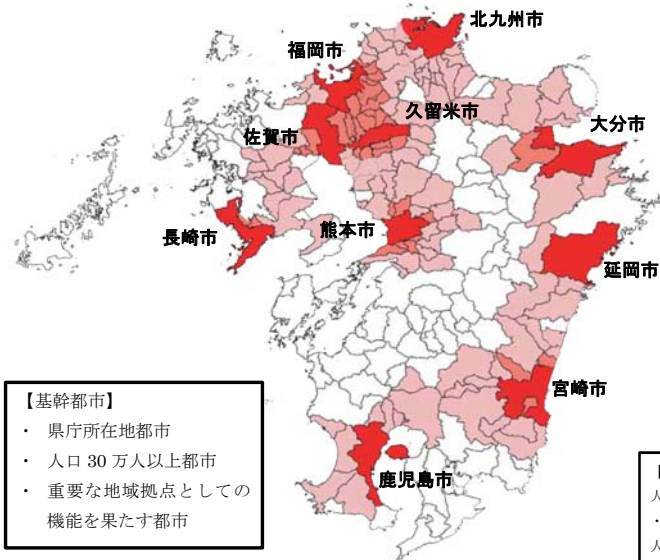 北九州市
福岡市
久留米市
大分市
佐賀市
長崎市
熊本市
延岡市
宮崎市
鹿児島市
【基幹都市】
・ 県庁所在地都市
・ 人口 30 万人以上都市
・ 重要な地域拠点としての
機能を果たす都市
人
・
人